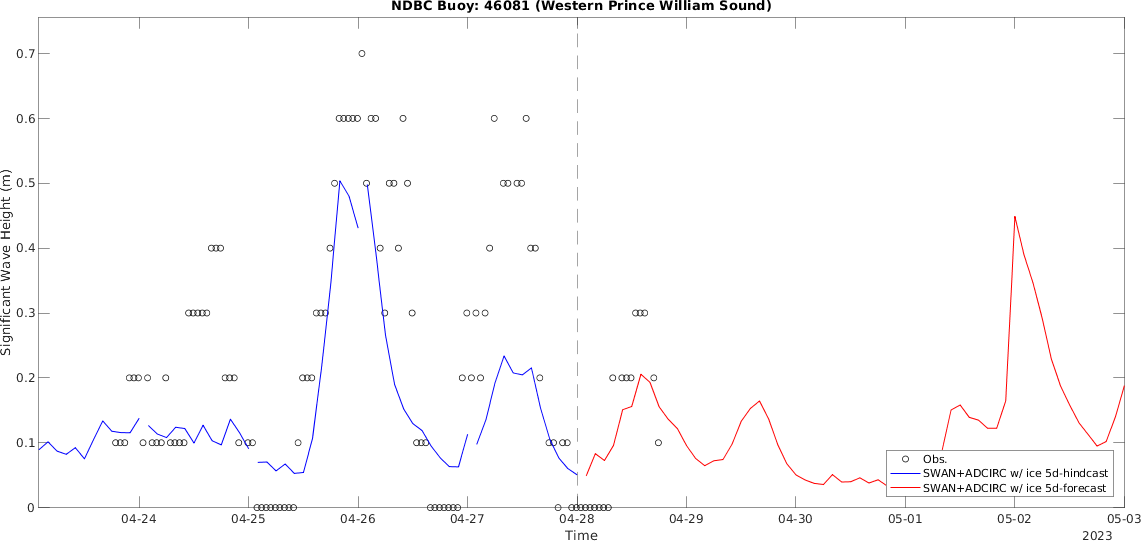 NDBC Buoy: 46081 (Western Prince William Sound)
Significant Wave Height (m)
0.7
0.6
0.5
0.4
0.3
0.2
0.1
0
Obs.
SWAN+ADCIRC w/ ice 5d-hindcast
SWAN+ADCIRC w/ ice 5d-forecast
04-24 04-25 04-26 04-27 04-28 04-29 04-30 05-01 05-02 05-03
Time
2023